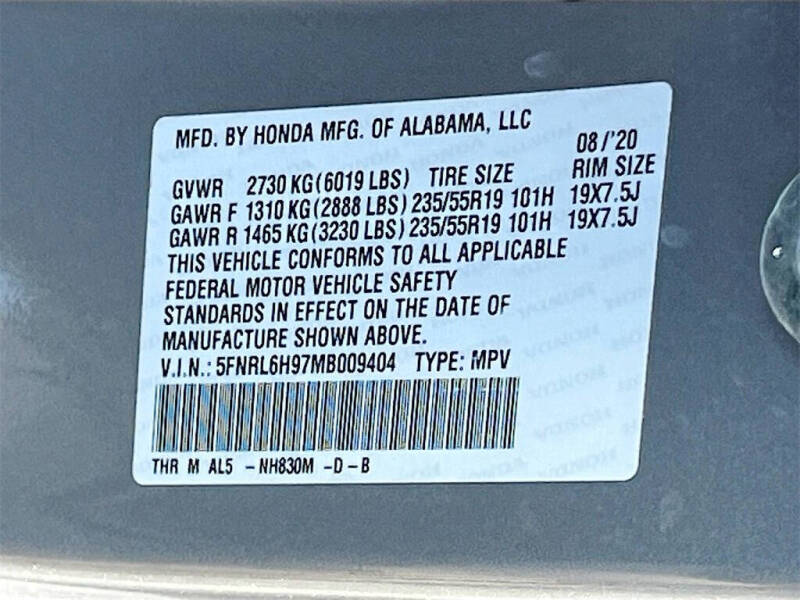 MFD. BY HONDA MFG. OF ALABAMA, LLC 08/'20
GVWR 2730 KG(6019 LBS) TIRE SIZE RIM SIZE
GAWR F 1310 KG(2888 LBS) 235/55R19 101H 19X7.5J
GAWR R 1465 KG(3230 LBS) 235/55R19 101H 19X7.5J
THIS VEHICLE CONFORMS TO ALL APPLICABLE
FEDERAL MOTOR VEHICLE SAFETY
STANDARDS IN EFFECT ON THE DATE OF
MANUFACTURE SHOWN ABOVE.
V.I.N.: 5FNRL6H97MB009404 TYPE: MPV
THR M AL5 -NH830M -D-B